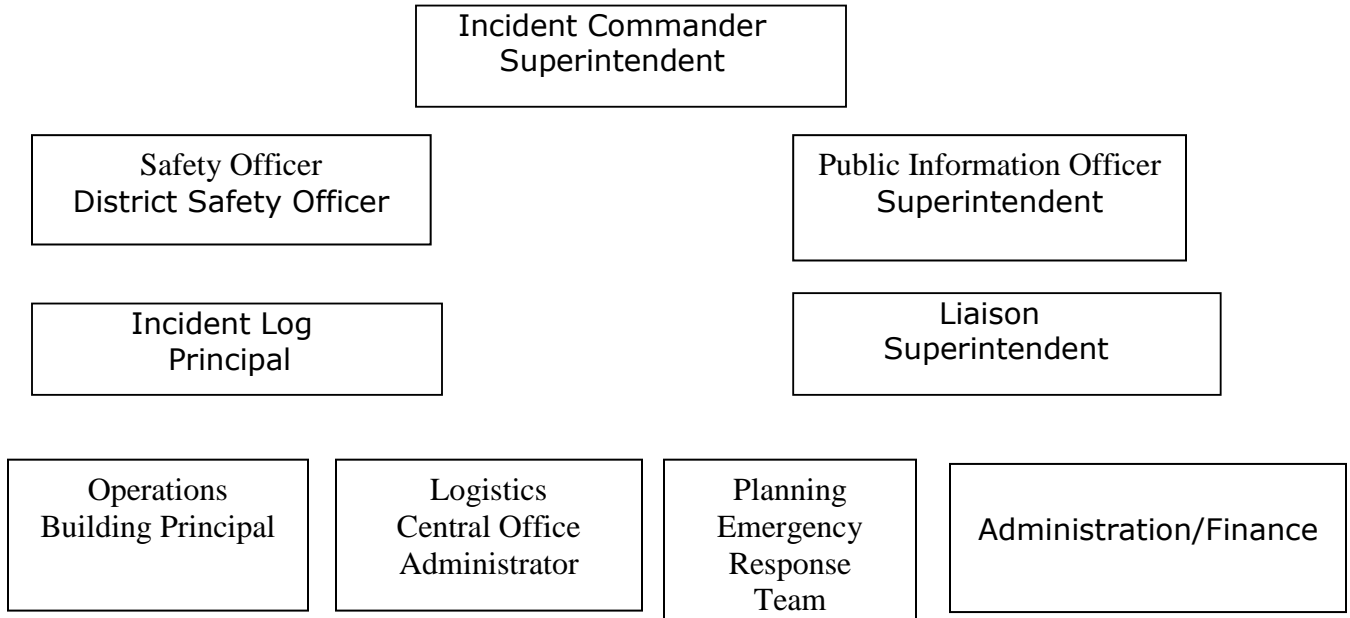 Incident Commander
Superintendent
Safety Officer
District Safety Officer
Public Information Officer
Superintendent
Incident Log
Principal
Liaison
Superintendent
Operations
Building Principal
Logistics
Central Office
Administrator
Planning
Emergency
Response
Team
Administration/Finance